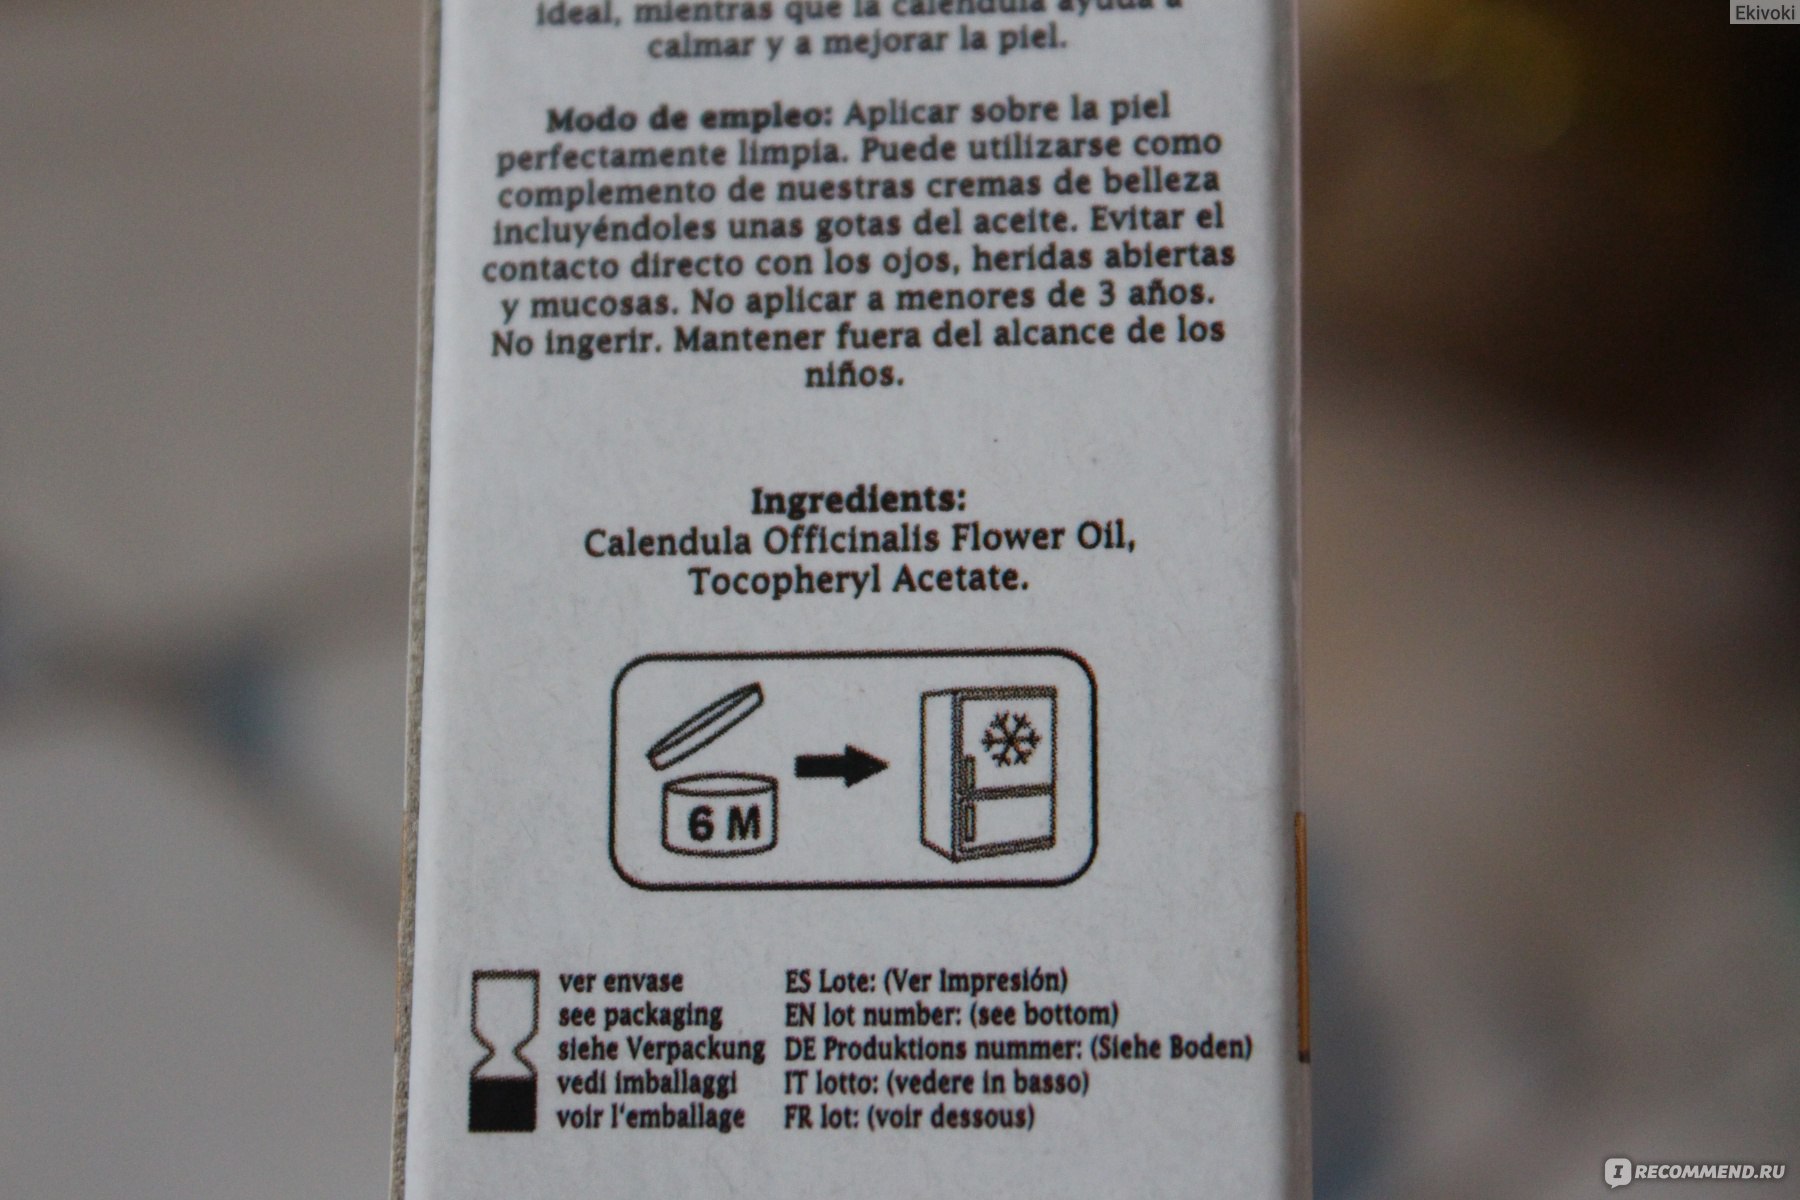 Ekivoki
ideal, mientras que la calendula ayuda a
calmar y a mejorar la piel.
Modo de empleo: Aplicar sobre la piel
perfectamente limpia. Puede utilizarse como
complemento de nuestras cremas de belleza
incluyéndoles unas gotas del aceite. Evitar el
contacto directo con los ojos, heridas abiertas
y mucosas. No aplicar a menores de 3 años.
No ingerir. Mantener fuera del alcance de los
niños.
Ingredients:
Calendula Officinalis Flower Oil,
Tocopheryl Acetate.
6 M
ver envase ES Lote: (Ver Impresión)
see packaging EN lot number: (see bottom)
siehe Verpackung DE Produktions nummer: (Siehe Boden)
vedi imballaggi IT lotto: (vedere in basso)
voir l'emballage FR lot: (voir dessous)
IRECOMMEND.RU